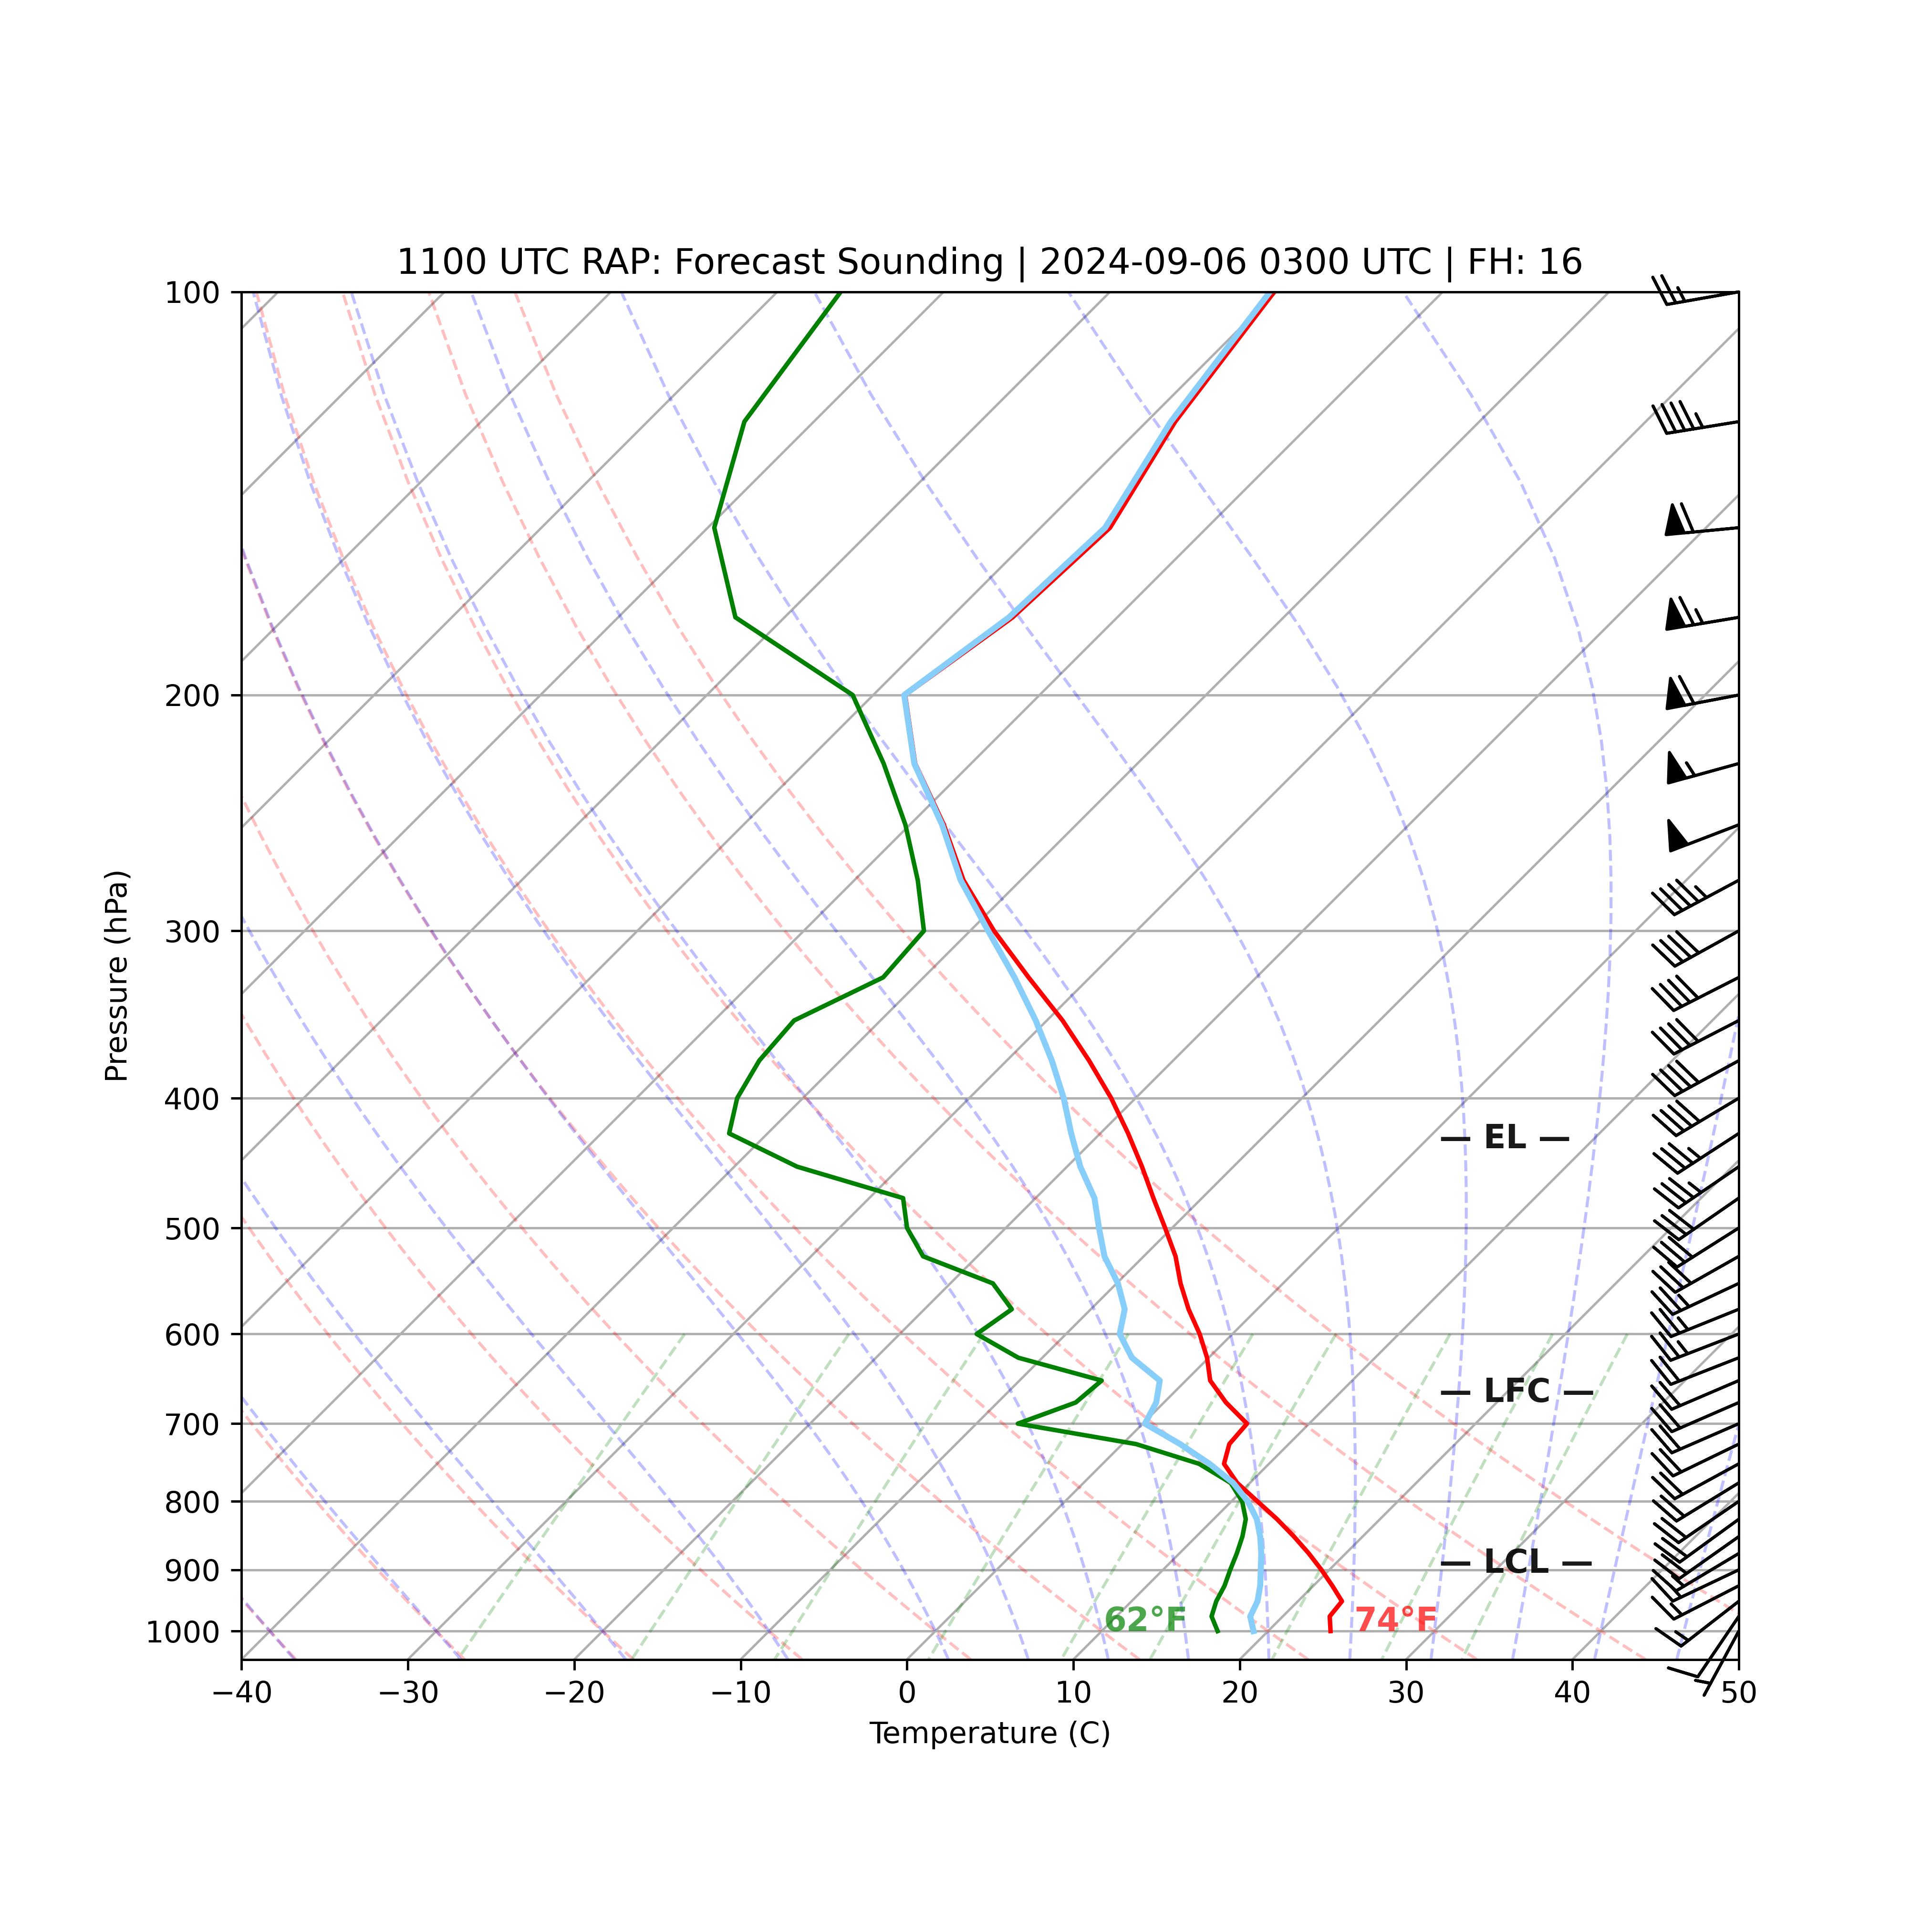 1100 UTC RAP: Forecast Sounding | 2024-09-06 0300 UTC | FH: 16
100
200
300
400
500
600
700
800
900
1000
Pressure (hPa)
— EL —
— LFC —
— LCL —
62°F
74°F
−40 −30 −20 −10 0 10 20 30 40 50
Temperature (C)